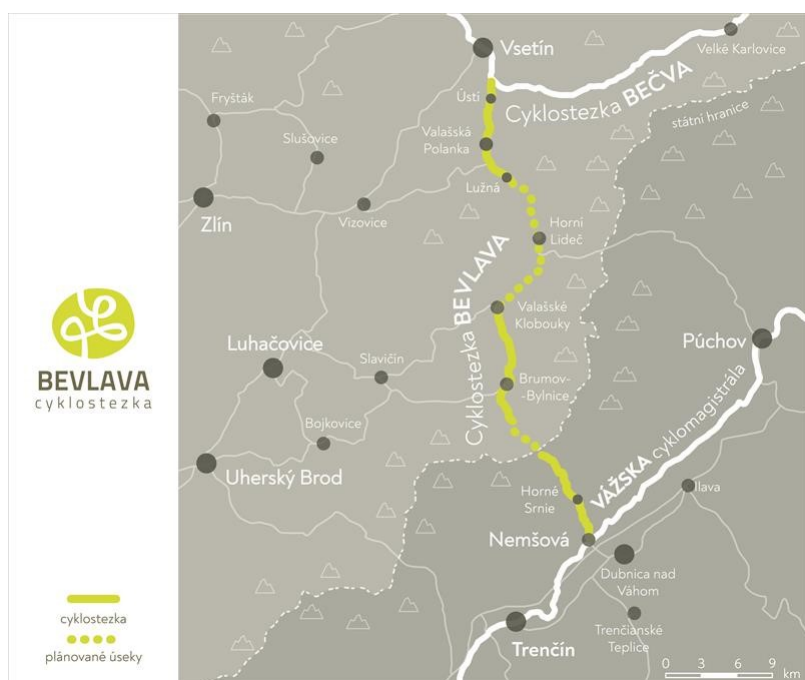 Vsetín
Velké Karlovice
Ústí
Cyklostezka BEČVA
Fryšták
státní hranice
Slušovice
Valašská
Polanka
Lužná
Zlín
Vizovice
Horní
Lideč
Cyklostezka BEVLAVA
Valašské
Klobouky
Púchov
Luhačovice
Slavičín
BEVLAVA
cyklostezka
Brumov-
-Bylnice
VÁŽSKA cyklomagistrála
Bojkovice
Uherský Brod
Horné
Srnie
Ilava
Nemšová
Dubnica nad
Váhom
cyklostezka
plánované úseky
Trenčín
Trenčianské
Teplice
0 3 6 9
km